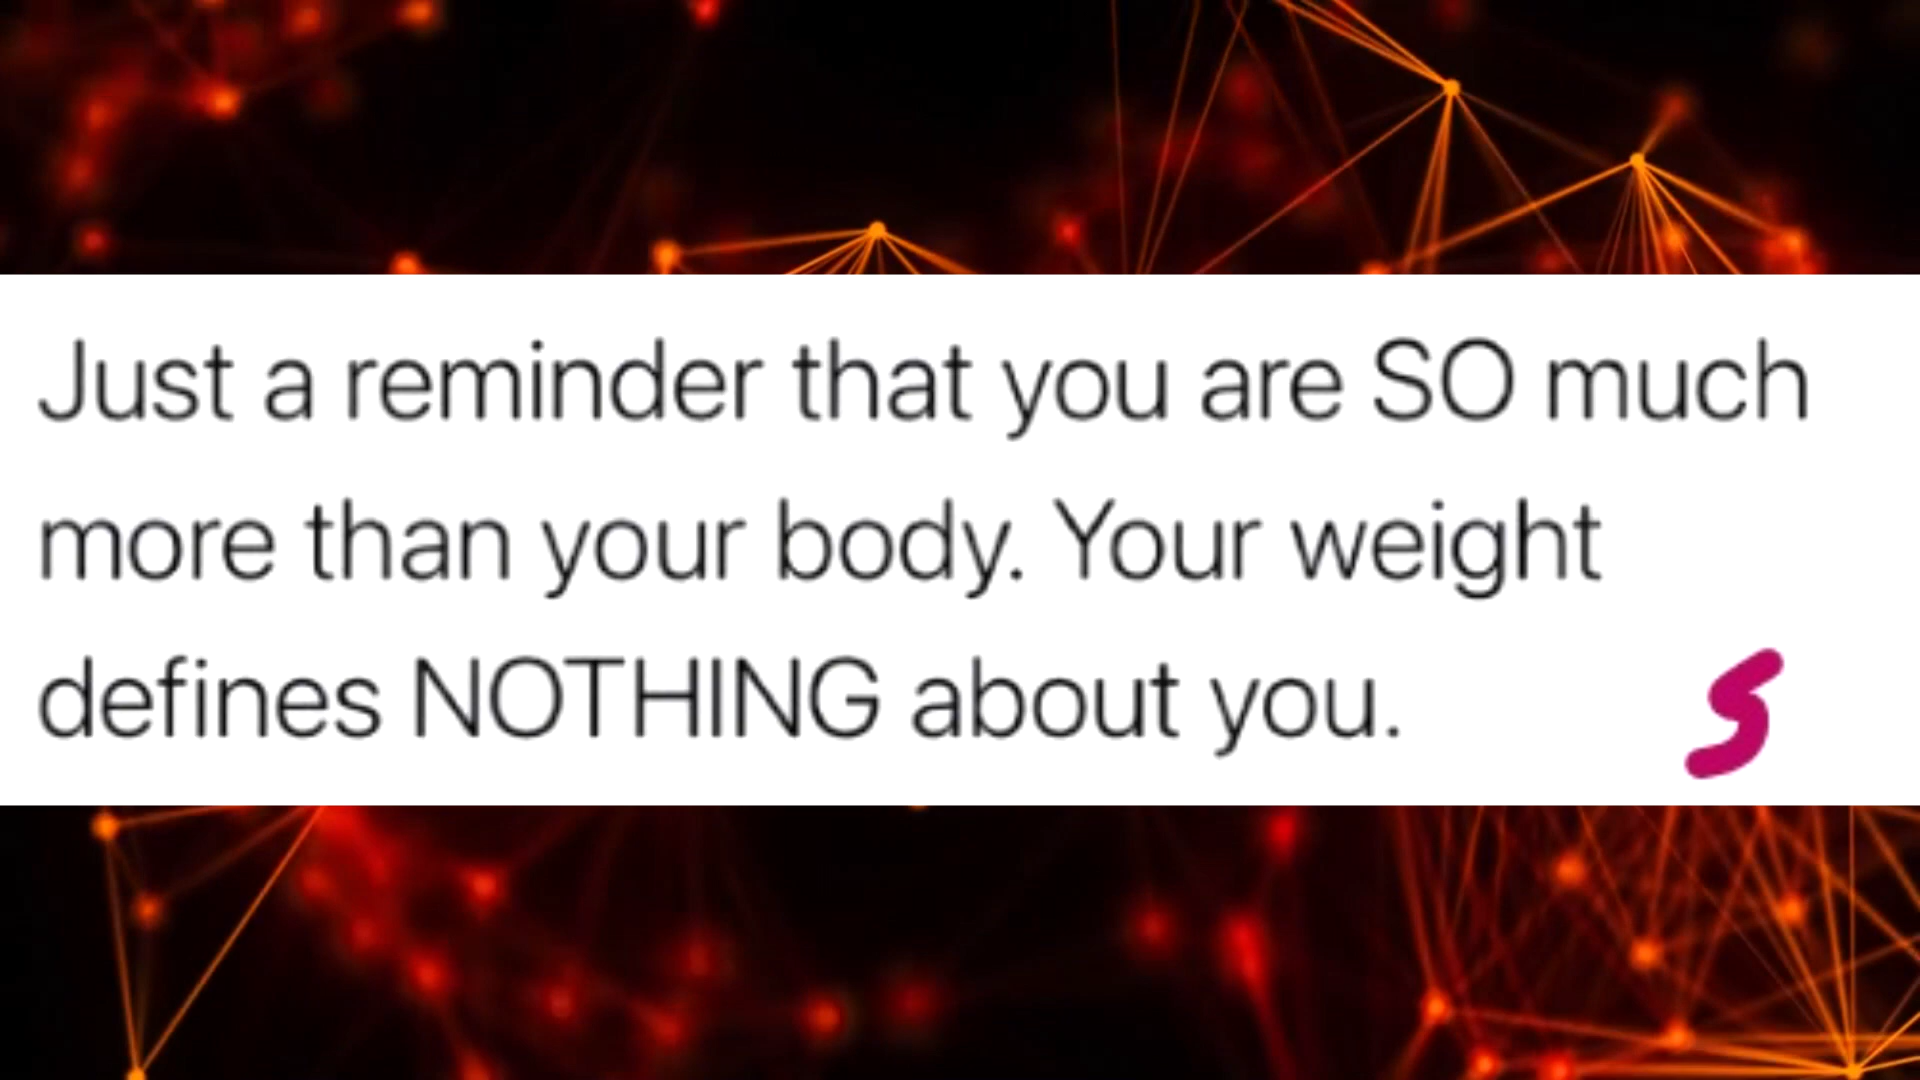 Just a reminder that you are SO much
more than your body. Your weight
defines NOTHING about you.
S